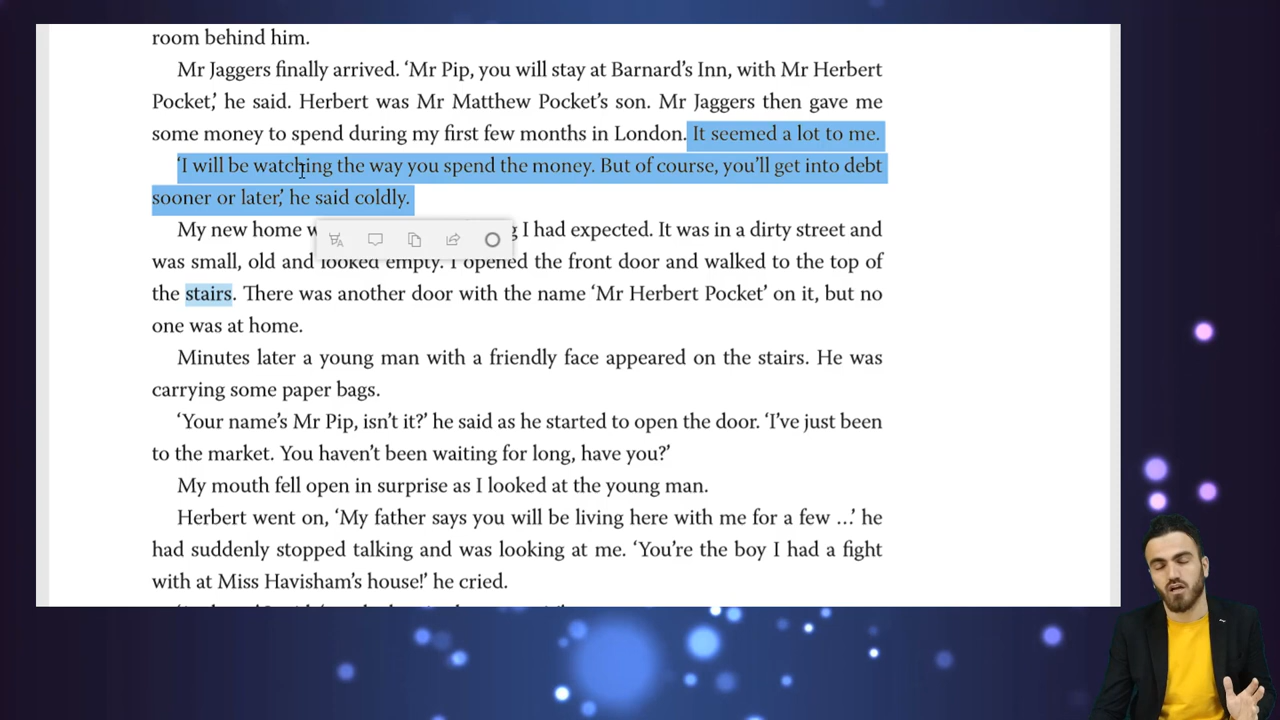 room behind him.
Mr Jaggers finally arrived. ‘Mr Pip, you will stay at Barnard’s Inn, with Mr Herbert
Pocket,’ he said. Herbert was Mr Matthew Pocket’s son. Mr Jaggers then gave me
some money to spend during my first few months in London. It seemed a lot to me.
‘I will be watching the way you spend the money. But of course, you’ll get into debt
sooner or later,’ he said coldly.
My new home I had expected. It was in a dirty street and
was small, old and looked empty. I opened the front door and walked to the top of
the stairs. There was another door with the name ‘Mr Herbert Pocket’ on it, but no
one was at home.
Minutes later a young man with a friendly face appeared on the stairs. He was
carrying some paper bags.
‘Your name’s Mr Pip, isn’t it?’ he said as he started to open the door. ‘I’ve just been
to the market. You haven’t been waiting for long, have you?’
My mouth fell open in surprise as I looked at the young man.
Herbert went on, ‘My father says you will be living here with me for a few …’ he
had suddenly stopped talking and was looking at me. ‘You’re the boy I had a fight
with at Miss Havisham’s house!’ he cried.